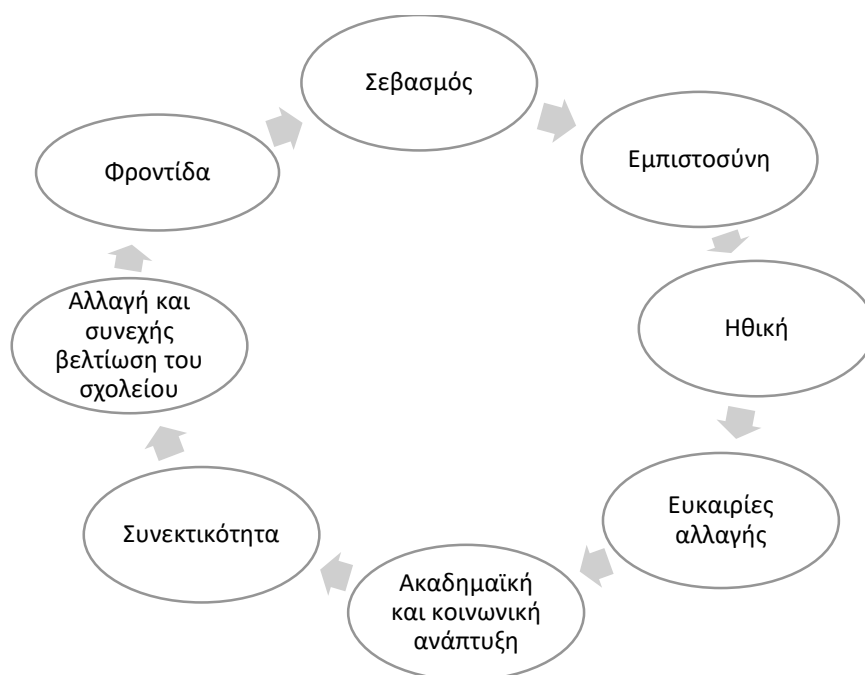 Σεβασμός
Εμπιστοσύνη
Ηθική
Ευκαιρίες
αλλαγής
Ακαδημαϊκή
και κοινωνική
ανάπτυξη
Συνεκτικότητα
Αλλαγή και
συνεχής
βελτίωση του
σχολείου
Φροντίδα